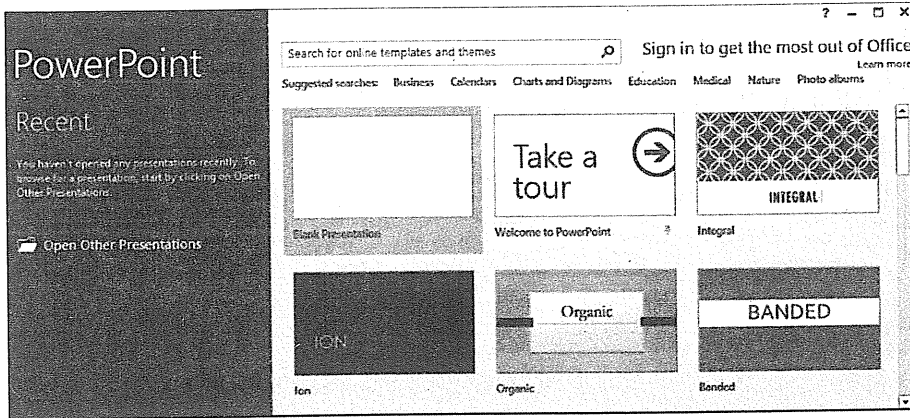 ? – □ X
PowerPoint
Search for online templates and themes
Sign in to get the most out of Office
Learn more
Suggested searches: Business Calendars Charts and Diagrams Education Medical Nature Photo albums
Recent
You haven't opened any presentations recently. To
browse for a presentation, start by clicking on Open
Other Presentations.
Open Other Presentations
Blank Presentation
Take a
tour
Welcome to PowerPoint
INTEGRAL
Integral
ION
Ion
Organic
Organic
BANDED
Banded